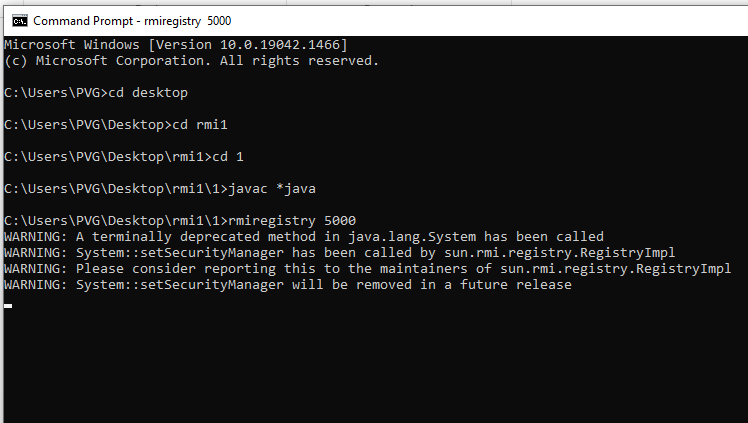 Command Prompt - rmiregistry  5000
Microsoft Windows [Version 10.0.19042.1466]
(c) Microsoft Corporation. All rights reserved.
C:\Users\PVG>cd desktop
C:\Users\PVG\Desktop>cd rmi1
C:\Users\PVG\Desktop\rmi1>cd 1
C:\Users\PVG\Desktop\rmi1\1>javac *java
C:\Users\PVG\Desktop\rmi1\1>rmiregistry 5000
WARNING: A terminally deprecated method in java.lang.System has been called
WARNING: System::setSecurityManager has been called by sun.rmi.registry.RegistryImpl
WARNING: Please consider reporting this to the maintainers of sun.rmi.registry.RegistryImpl
WARNING: System::setSecurityManager will be removed in a future release